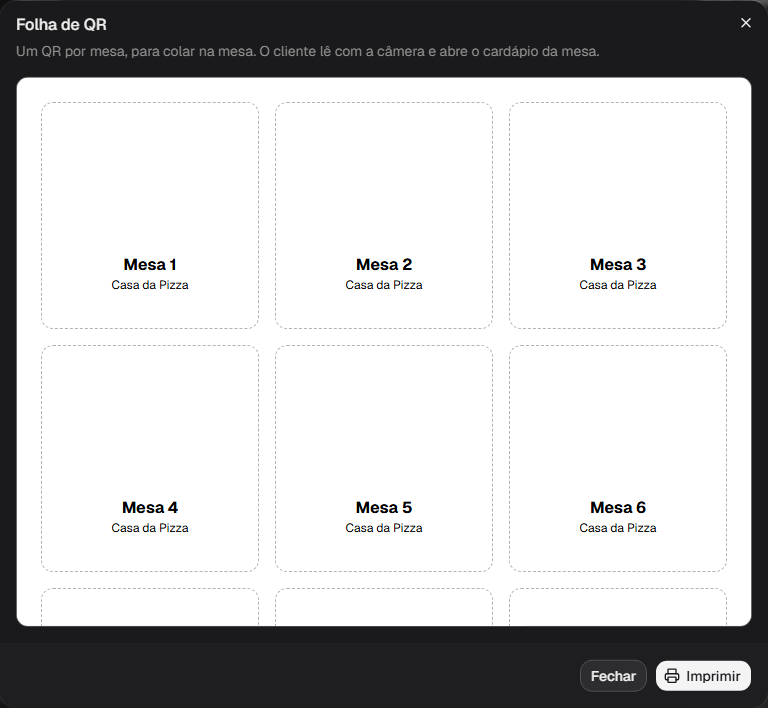 Folha de QR
Um QR por mesa, para colar na mesa. O cliente lê com a câmera e abre o cardápio da mesa.
Mesa 1
Casa da Pizza
Mesa 2
Casa da Pizza
Mesa 3
Casa da Pizza
Mesa 4
Casa da Pizza
Mesa 5
Casa da Pizza
Mesa 6
Casa da Pizza
Fechar
Imprimir